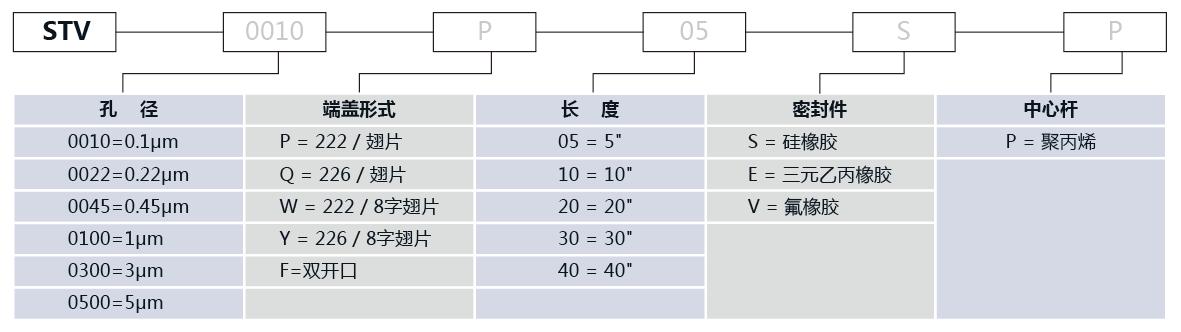 STV 0010 P 05 S P
孔 径 端盖形式 长 度 密封件 中心杆
0010=0.1μm P = 222 / 翅片 05 = 5" S = 硅橡胶 P = 聚丙烯
0022=0.22μm Q = 226 / 翅片 10 = 10" E = 三元乙丙橡胶
0045=0.45μm W = 222 / 8字翅片 20 = 20" V = 氟橡胶
0100=1μm Y = 226 / 8字翅片 30 = 30"
0300=3μm F=双开口 40 = 40"
0500=5μm